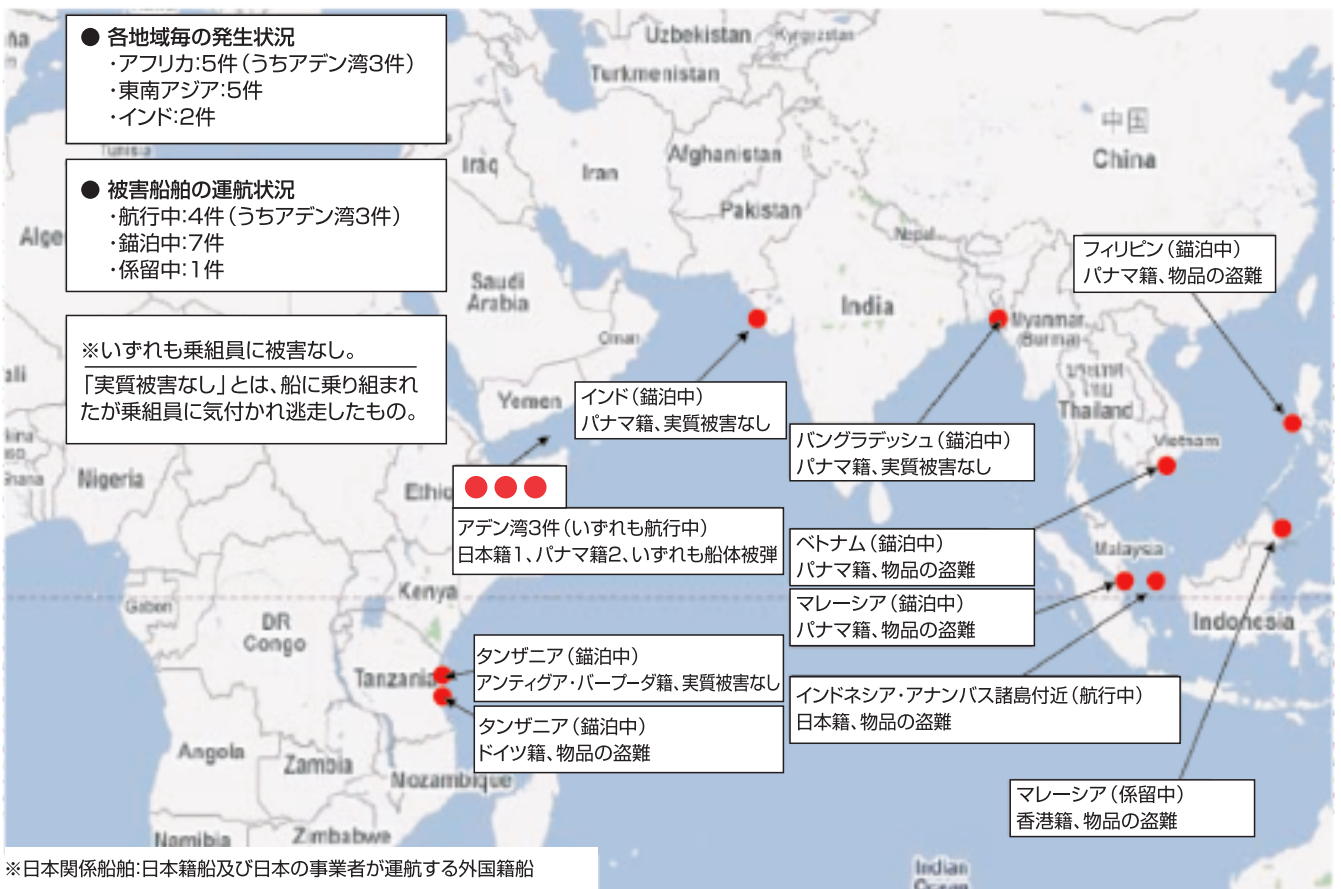 ● 各地域毎の発生状況
・アフリカ:5件(うちアデン湾3件)
・東南アジア:5件
・インド:2件
● 被害船舶の運航状況
・航行中:4件(うちアデン湾3件)
・錨泊中:7件
・係留中:1件
※いずれも乗組員に被害なし。
「実質被害なし」とは、船に乗り組まれ
たが乗組員に気付かれ逃走したもの。
Uzbekistan
Kyrgyzstan
Turkmenistan
Tunisia
Iraq
Iran
Afghanistan
Pakistan
中国
China
Nepal
Alge
Saudi
Arabia
Oman
India
Myanmar
(Burma)
Thailand
Vietnam
Yemen
Nigeria
Ethio
Malaysia
Indonesia
Kenya
Gabon
DR
Congo
Tanzania
Angola
Zambia
Mozambique
Namibia
Zimbabwe
Indian
Ocean
フィリピン(錨泊中)
パナマ籍、物品の盗難
インド(錨泊中)
パナマ籍、実質被害なし
バングラデッシュ(錨泊中)
パナマ籍、実質被害なし
アデン湾3件(いずれも航行中)
日本籍1、パナマ籍2、いずれも船体被弾
ベトナム(錨泊中)
パナマ籍、物品の盗難
マレーシア(錨泊中)
パナマ籍、物品の盗難
タンザニア(錨泊中)
アンティグア・バーブーダ籍、実質被害なし
インドネシア・アナンバス諸島付近(航行中)
日本籍、物品の盗難
タンザニア(錨泊中)
ドイツ籍、物品の盗難
マレーシア(係留中)
香港籍、物品の盗難
※日本関係船舶:日本籍船及び日本の事業者が運航する外国籍船